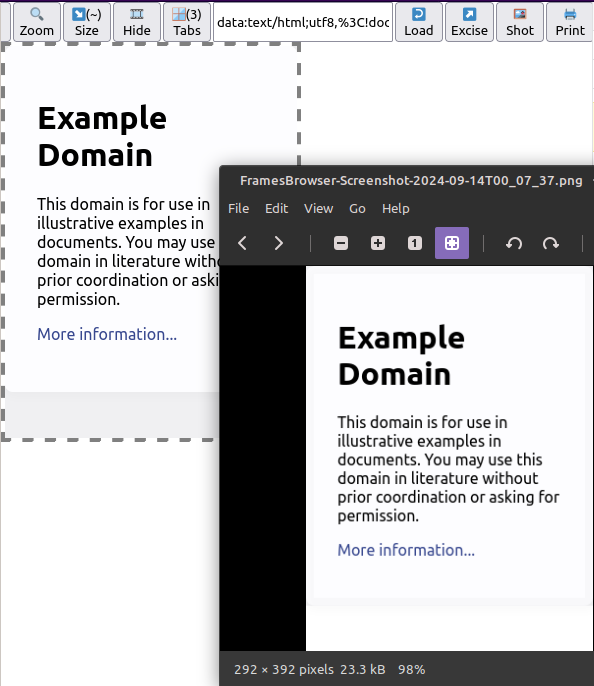 Zoom
(~)
Size
Hide
(3)
Tabs
data:text/html;utf8,%3C!doc
Load
Excise
Shot
Print
Example
Domain
This domain is for use in
illustrative examples in
documents. You may use
domain in literature witho
prior coordination or aski
permission.
More information...
FramesBrowser-Screenshot-2024-09-14T00_07_37.png
File Edit View Go Help
1
Example
Domain
This domain is for use in
illustrative examples in
documents. You may use this
domain in literature without
prior coordination or asking for
permission.
More information...
292 × 392 pixels 23.3 kB 98%